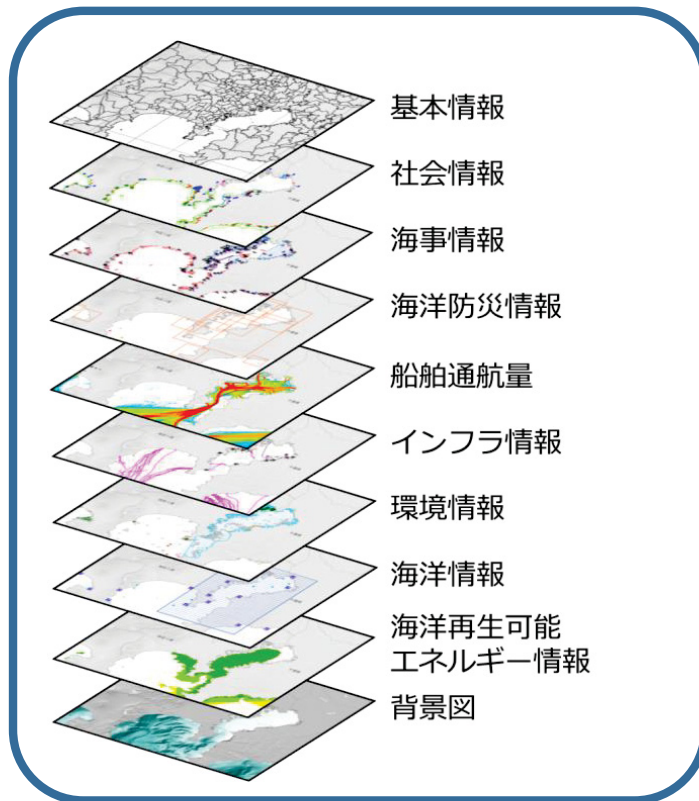 基本情報
社会情報
海事情報
海洋防災情報
船舶通航量
インフラ情報
環境情報
海洋情報
海洋再生可能
エネルギー情報
背景図